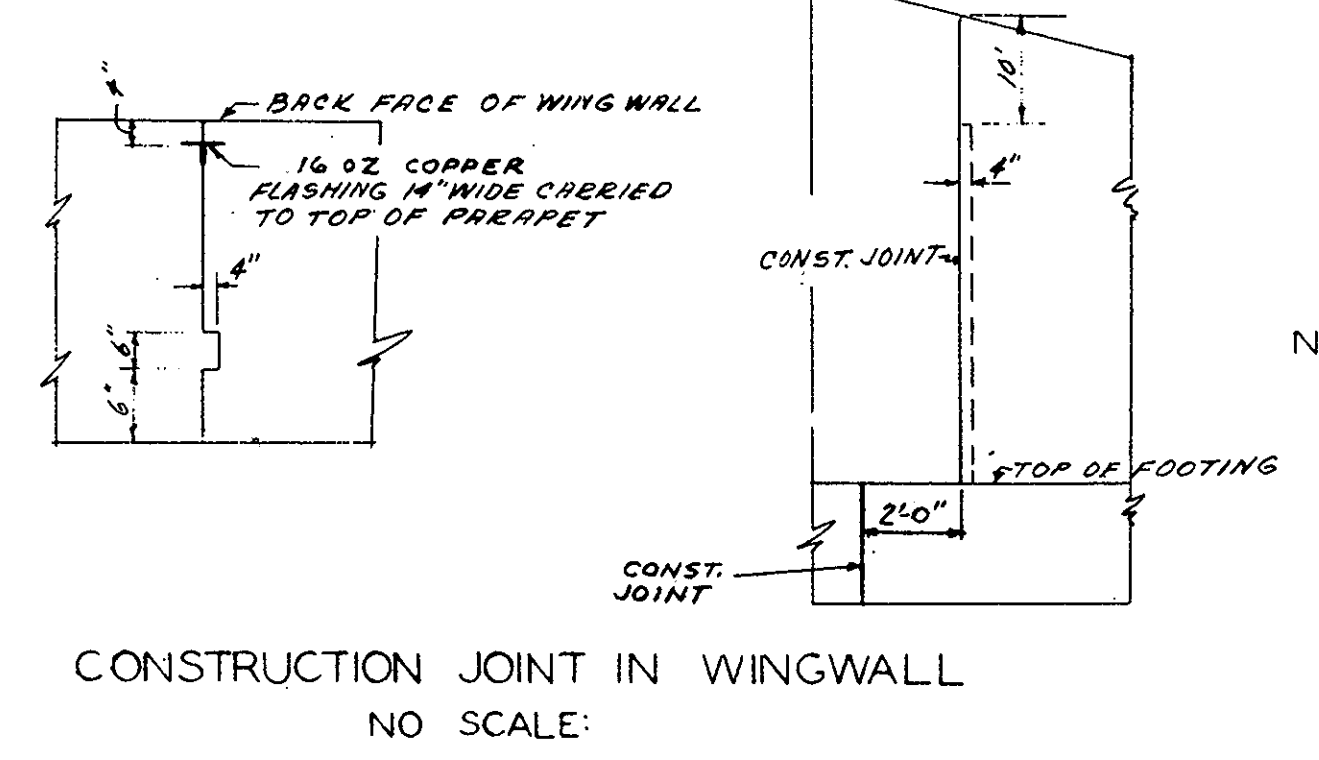 BACK FACE OF WING WALL
16 OZ COPPER
FLASHING 14" WIDE CARRIED
TO TOP OF PARAPET
4"
6"
6"
10'
4"
CONST. JOINT
TOP OF FOOTING
2'-0"
CONST.
JOINT
N
CONSTRUCTION JOINT IN WINGWALL
NO SCALE: